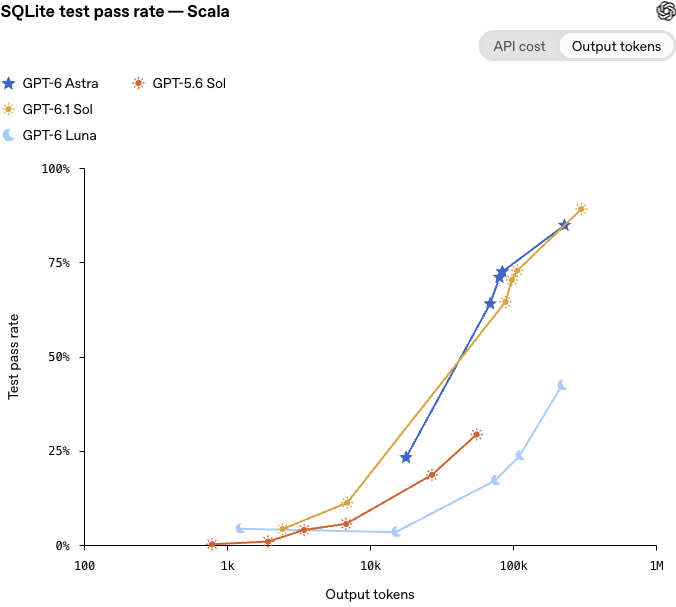 SQLite test pass rate — Scala
API cost Output tokens
GPT-6 Astra GPT-5.6 Sol
GPT-6.1 Sol
GPT-6 Luna
100%
75%
50%
25%
0%
Test pass rate
100 1k 10k 100k 1M
Output tokens